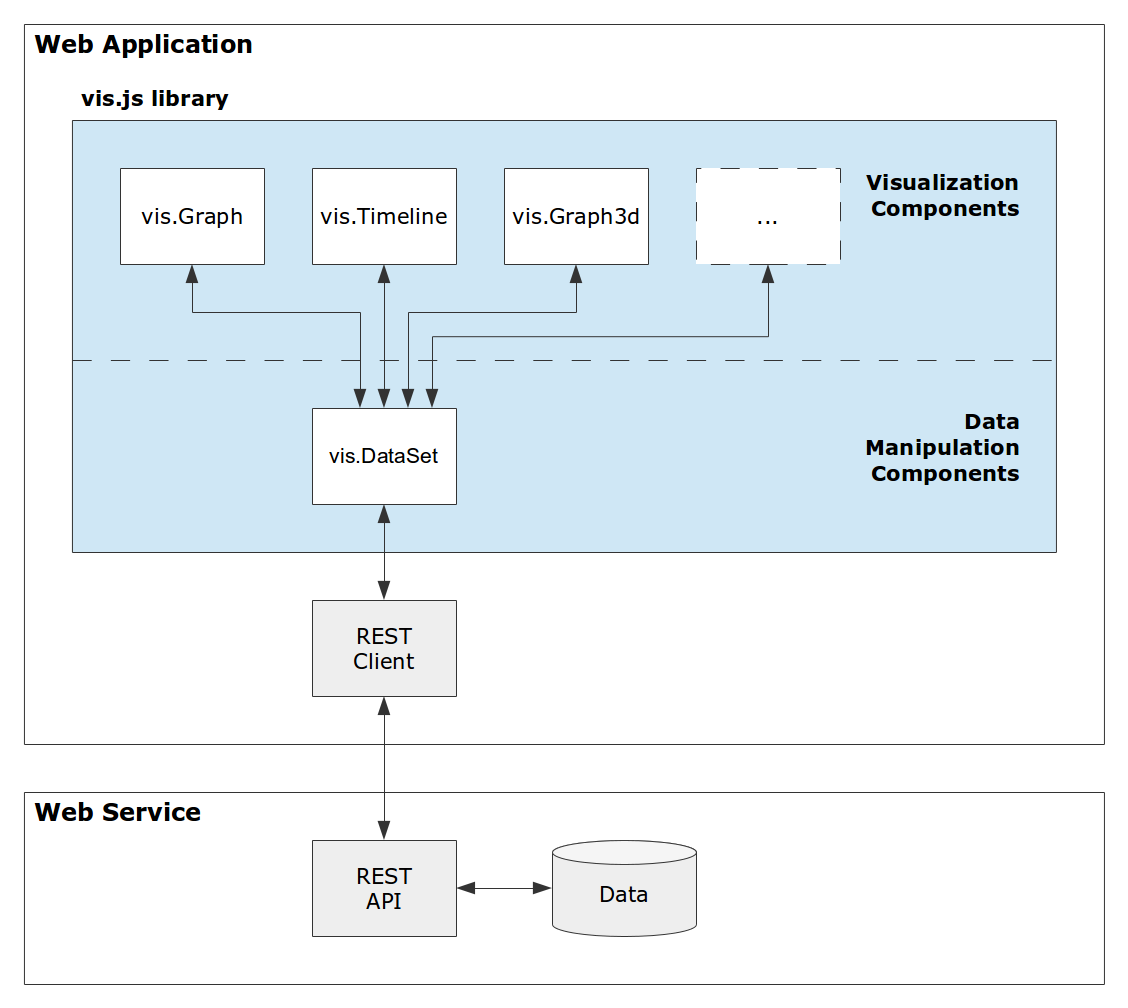 Web Application
vis.js library
vis.Graph
vis.Timeline
vis.Graph3d
...
Visualization
Components
vis.DataSet
Data
Manipulation
Components
REST
Client
Web Service
REST
API
Data